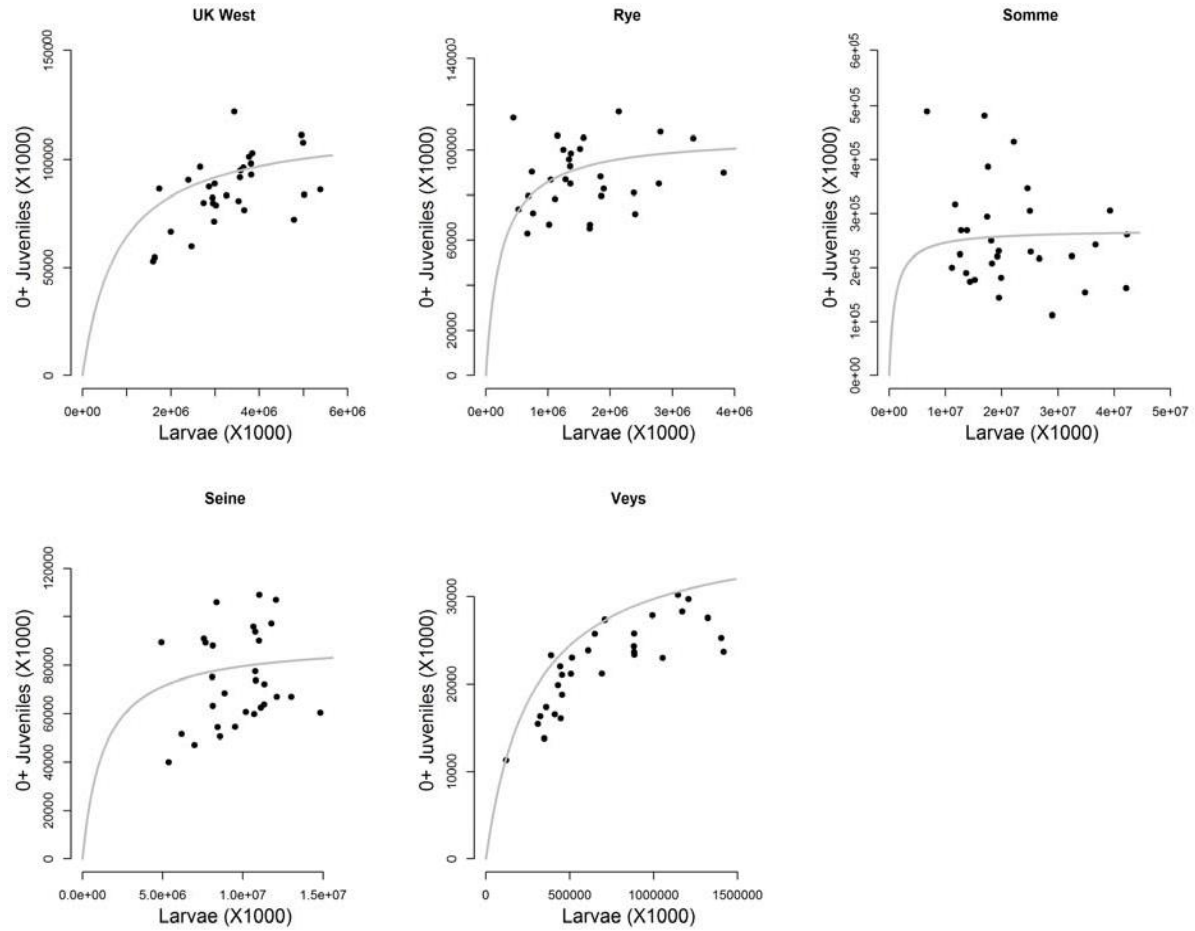 UK West
0+ Juveniles (X1000)
150000
100000
50000
0
0e+00
2e+06
4e+06
6e+06
Larvae (X1000)
Rye
0+ Juveniles (X1000)
140000
100000
60000
20000
0
0e+00
1e+06
2e+06
3e+06
4e+06
Larvae (X1000)
Somme
0+ Juveniles (X1000)
6e+05
5e+05
4e+05
3e+05
2e+05
1e+05
0e+00
0e+00
1e+07
2e+07
3e+07
4e+07
5e+07
Larvae (X1000)
Seine
0+ Juveniles (X1000)
120000
80000
60000
40000
20000
0
0.0e+00
5.0e+06
1.0e+07
1.5e+07
Larvae (X1000)
Veys
0+ Juveniles (X1000)
30000
20000
10000
0
0
500000
1000000
1500000
Larvae (X1000)